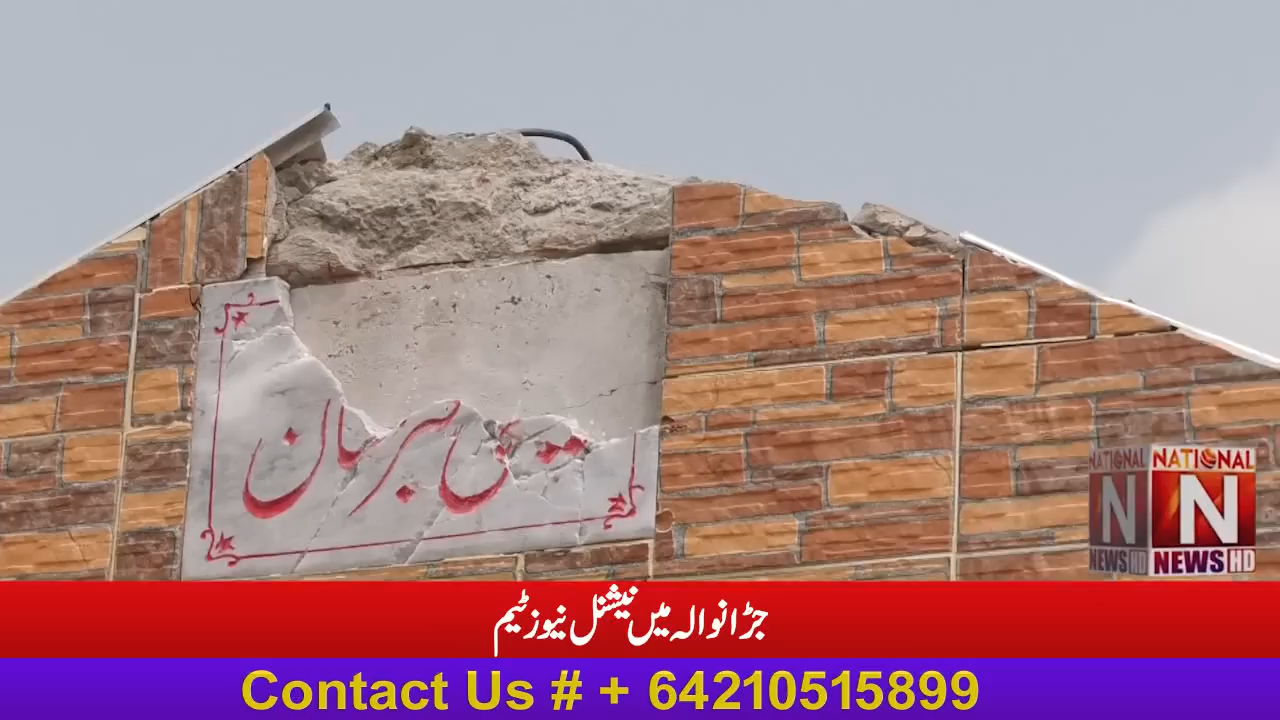 NATIONAL NATIONAL
N N
NEWS HD NEWS HD
جڑانوالہ میں نیشنل نیوز ٹیم
Contact Us # + 64210515899